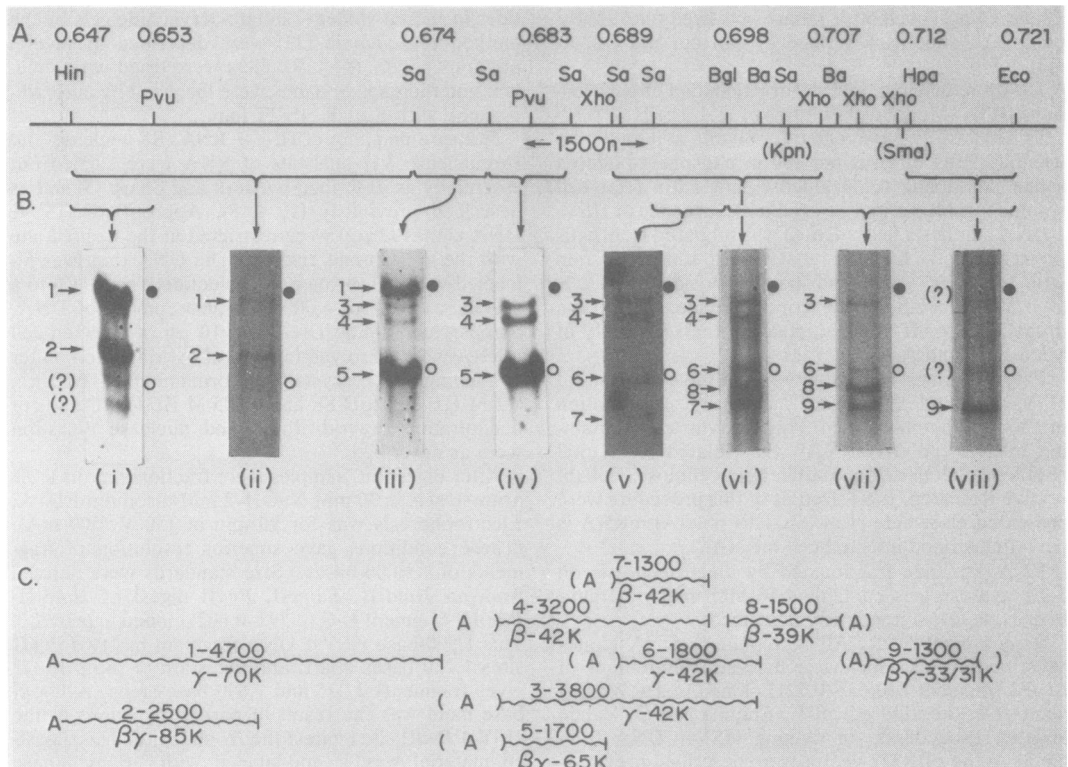 A.
0.647 0.653 0.674 0.683 0.689 0.698 0.707 0.712 0.721
Hin Sa Sa Sa Sa Sa Bgl Ba Sa Ba Hpa Eco
Pvu Pvu Xho Xho Xho Xho
1500n (Kpn) (Sma)
B.
2 (?) (?)
1 2
1 3 4 5
3 4 5
3 4 6 7
3 4 6 8 7
3 6 8 9
(?) (?) 9
(i) (ii) (iii) (iv) (v) (vi) (vii) (viii)
C.
7-1300
(A)
β-42K
4-3200 8-1500
(A) (A)
β-42K β-39K
1-4700 6-1800 9-1300
A (A) (A) ( )
γ-70K γ-42K βγ-33/31K
3-3800
(A)
γ-42K
2-2500
A
βγ-85K
5-1700
(A)
βγ-65K